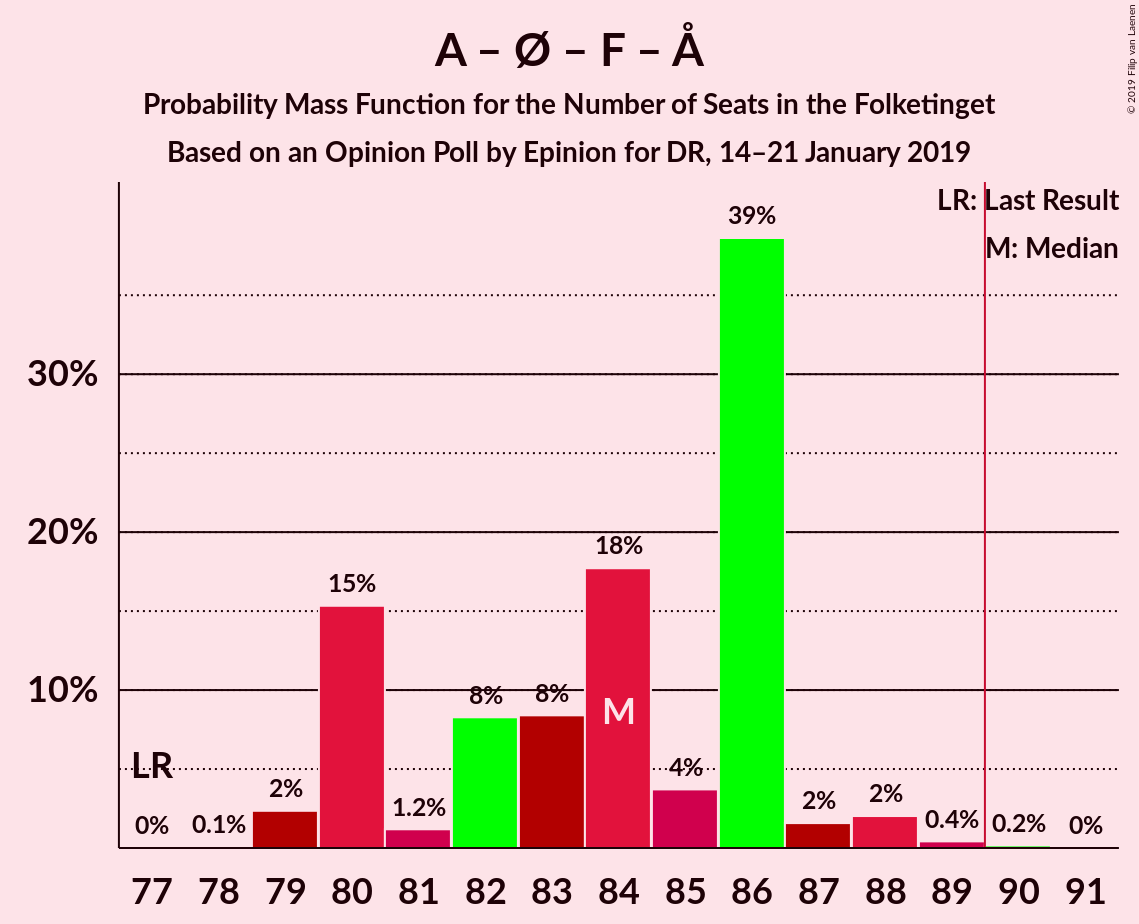 A – Ø – F – Å
Probability Mass Function for the Number of Seats in the Folketinget
Based on an Opinion Poll by Epinion for DR, 14–21 January 2019
© 2019 Filip van Laenen
LR: Last Result
M: Median
39%
30%
20%
18%
15%
10%
8%
8%
M
LR
4%
2%
2%
2%
1.2%
0.4%
0.2%
0%
0.1%
0%
77 78 79 80 81 82 83 84 85 86 87 88 89 90 91